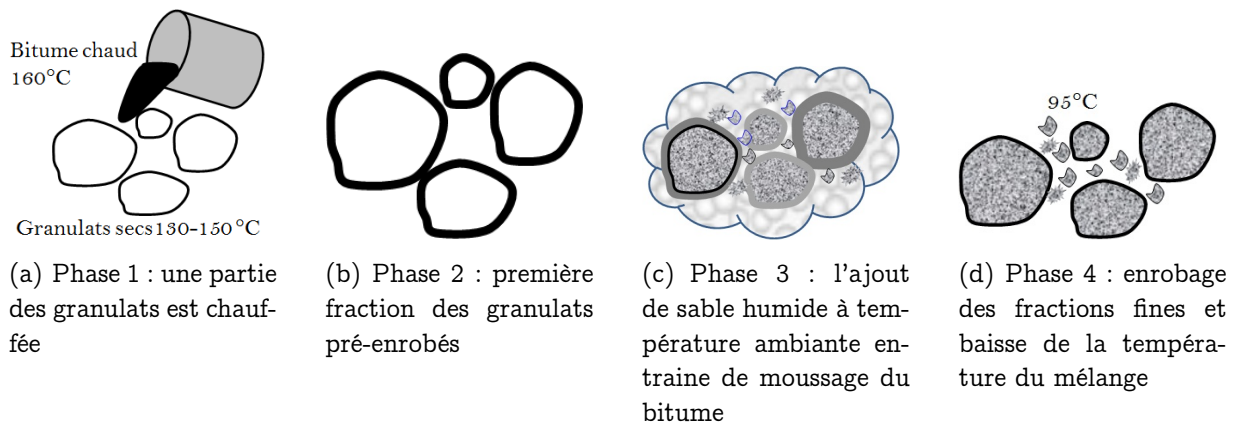 Bitume chaud
160°C
Granulats secs130-150°C
(a) Phase 1 : une partie
des granulats est chauf-
fée
(b) Phase 2 : première
fraction des granulats
pré-enrobés
(c) Phase 3 : l'ajout
de sable humide à tem-
pérature ambiante en-
traine de moussage du
bitume
95°C
(d) Phase 4 : enrobage
des fractions fines et
baisse de la tempéra-
ture du mélange